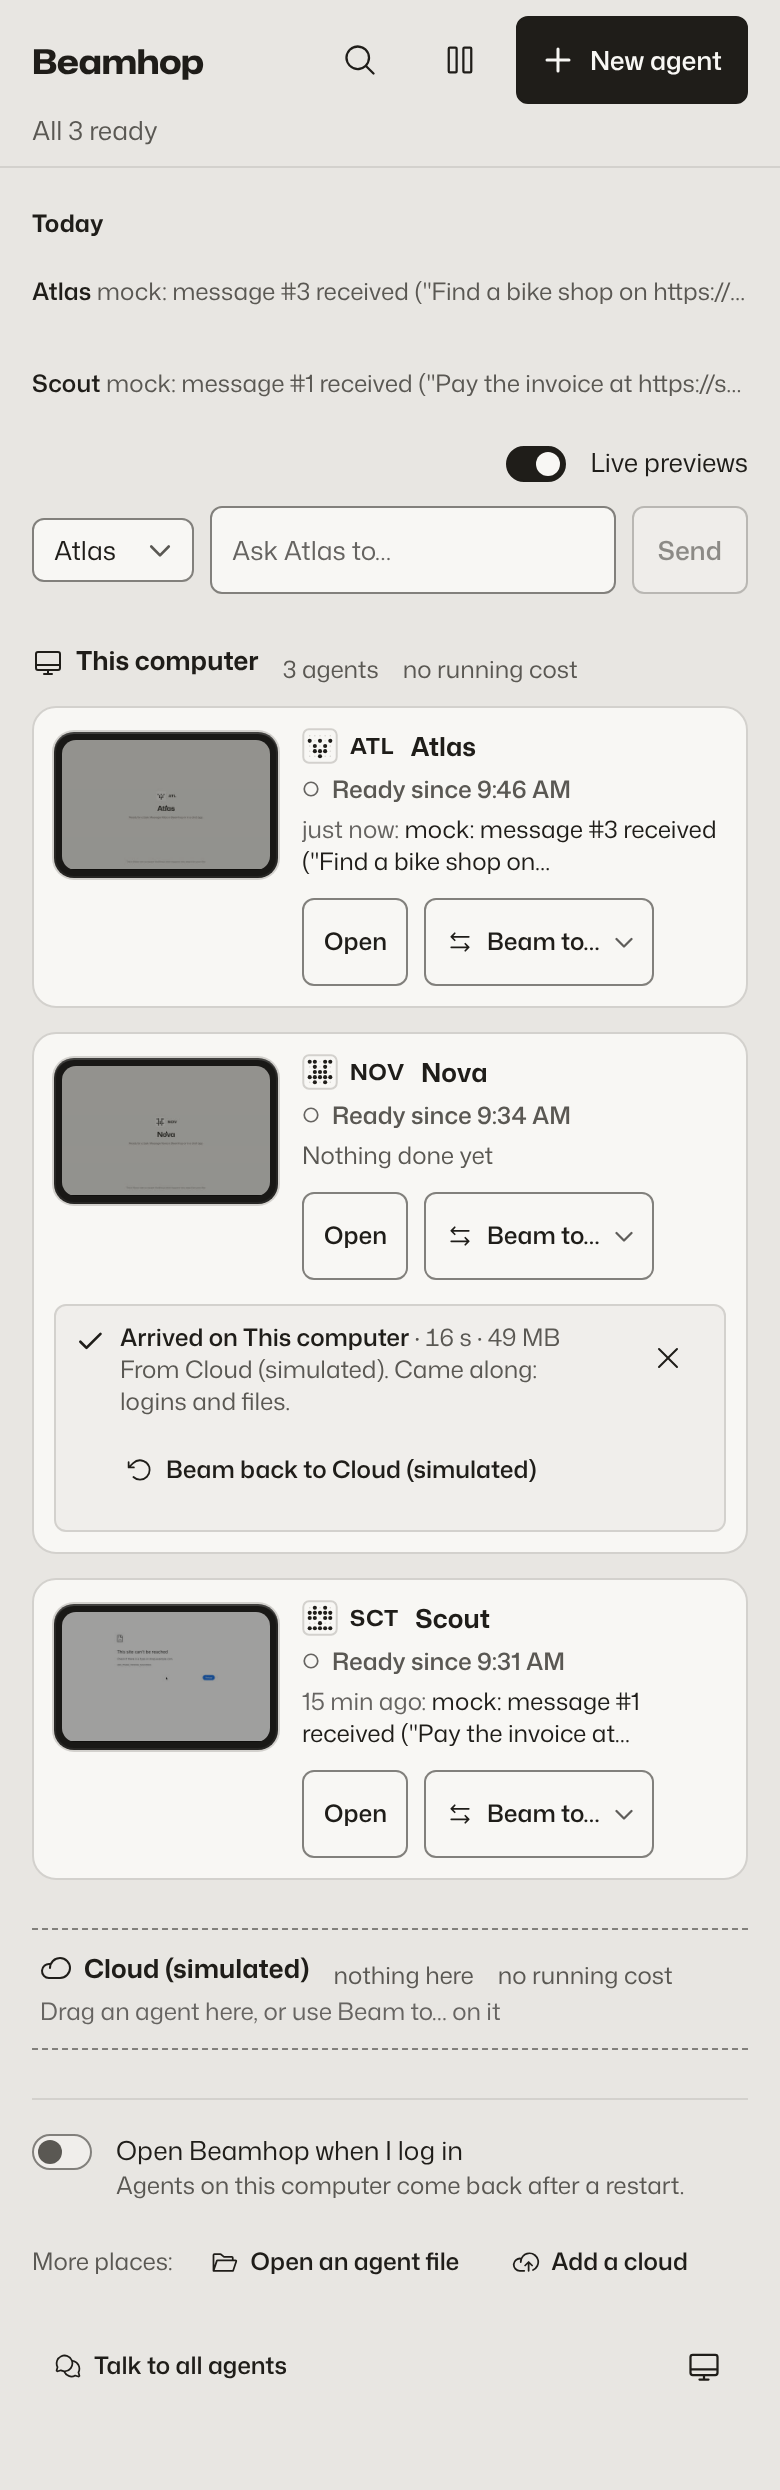 Beamhop
New agent
All 3 ready
Today
Atlas mock: message #3 received ("Find a bike shop on https://...
Scout mock: message #1 received ("Pay the invoice at https://s...
Live previews
Atlas
Ask Atlas to...
Send
This computer 3 agents no running cost
ATL Atlas
Ready since 9:46 AM
just now: mock: message #3 received
("Find a bike shop on...
Open
Beam to...
Atlas
NOV Nova
Ready since 9:34 AM
Nothing done yet
Open
Beam to...
Nova
Arrived on This computer · 16 s · 49 MB
From Cloud (simulated). Came along:
logins and files.
Beam back to Cloud (simulated)
SCT Scout
Ready since 9:31 AM
15 min ago: mock: message #1
received ("Pay the invoice at...
Open
Beam to...
This site can't be reached
Cloud (simulated) nothing here no running cost
Drag an agent here, or use Beam to... on it
Open Beamhop when I log in
Agents on this computer come back after a restart.
More places:
Open an agent file
Add a cloud
Talk to all agents